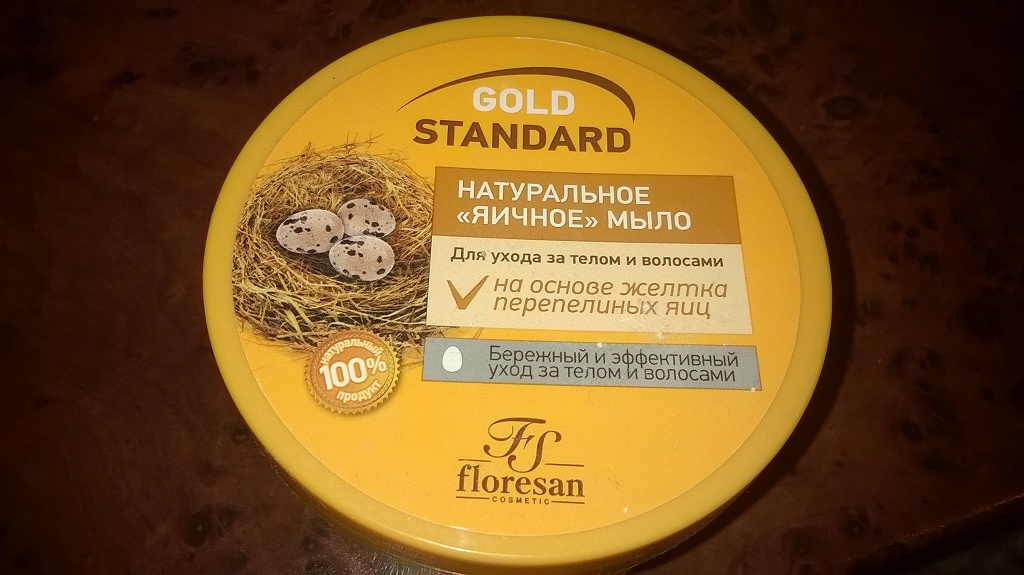 GOLD
STANDARD
НАТУРАЛЬНОЕ
«ЯИЧНОЕ» МЫЛО
Для ухода за телом и волосами
на основе желтка
перепелиных яиц
натуральный
100%
продукт
Бережный и эффективный
уход за телом и волосами
FS
floresan
COSMETIC